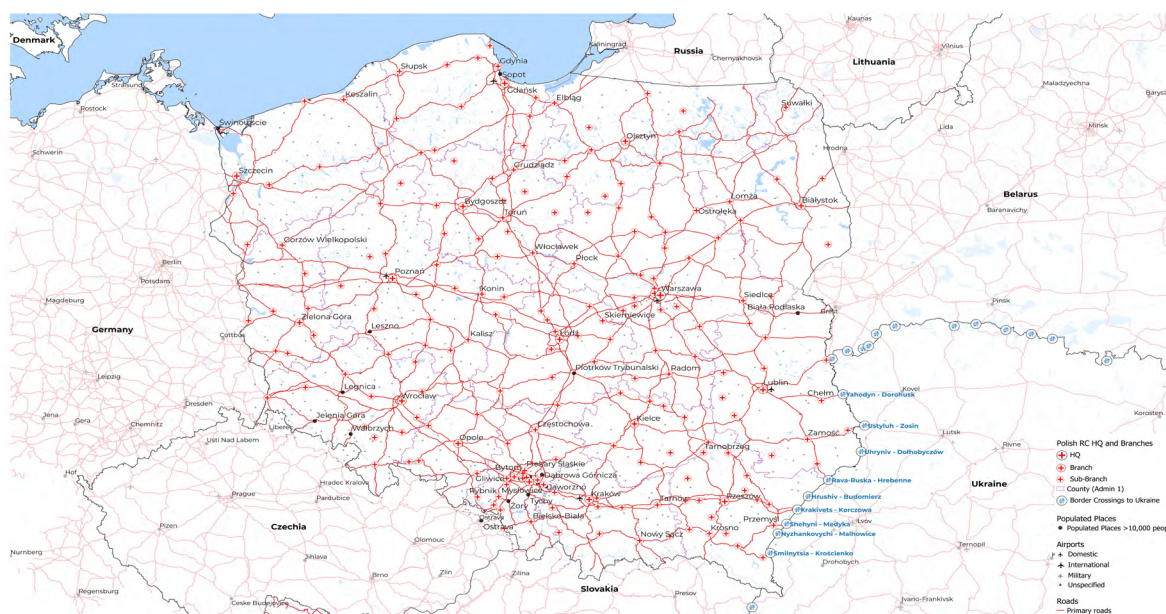 Denmark
Stralsund
Rostock
Schwerin
Berlin
Potsdam
Magdeburg
Germany
Cottbus
Leipzig
Dresden
Jena
Gera
Chemnitz
Hof
Plzen
Nurnberg
Regensburg
Usti Nad Labem
Liberec
Hradec Kralove
Prague
Pardubice
Czechia
Jihlava
Olomouc
Brno
Zlin
Ceske Budejovice
Ostrava
Ostrava
Zilina
Slovakia
Presov
Kaliningrad
Chernyakhovsk
Russia
Kaunas
Vilnius
Lithuania
Maladzyechna
Minsk
Lida
Hrodna
Belarus
Baranavichy
Pinsk
Brest
Kovel
Lutsk
Rivne
Korosten
Ukraine
Lvov
Ternopil
Drohobych
Ivano-Frankivsk
Gdynia
Sopot
Gdańsk
Słupsk
Koszalin
Elbląg
Świnoujście
Szczecin
Suwałki
Olsztyn
Grudziądz
Bydgoszcz
Toruń
Łomża
Ostrołęka
Białystok
Gorzów Wielkopolski
Włocławek
Płock
Poznań
Konin
Warszawa
Siedlce
Biała Podlaska
Skierniewice
Zielona Góra
Leszno
Kalisz
Łódź
Piotrków Trybunalski
Radom
Lublin
Chełm
Legnica
Wrocław
Jelenia Góra
Wałbrzych
Opole
Częstochowa
Kielce
Tarnobrzeg
Zamość
Bytom
Piekary Śląskie
Gliwice
Dąbrowa Górnicza
Jaworzno
Rybnik
Mysłowice
Tychy
Żory
Kraków
Bielsko-Biała
Tarnów
Rzeszów
Przemyśl
Krosno
Nowy Sącz
Yahodyn - Dorohusk
Ustyluh - Zosin
Uhryniv - Dołhobyczów
Rava-Ruska - Hrebenne
Hrushiv - Budomierz
Krakivets - Korczowa
Shehyni - Medyka
Nyzhankovychi - Malhowice
Smilnytsia - Krościenko
Polish RC HQ and Branches
HQ
Branch
Sub-Branch
County (Admin 1)
Border Crossings to Ukraine
Populated Places
Populated Places >10,000 peop
Airports
Domestic
International
Military
Unspecified
Roads
Primary roads